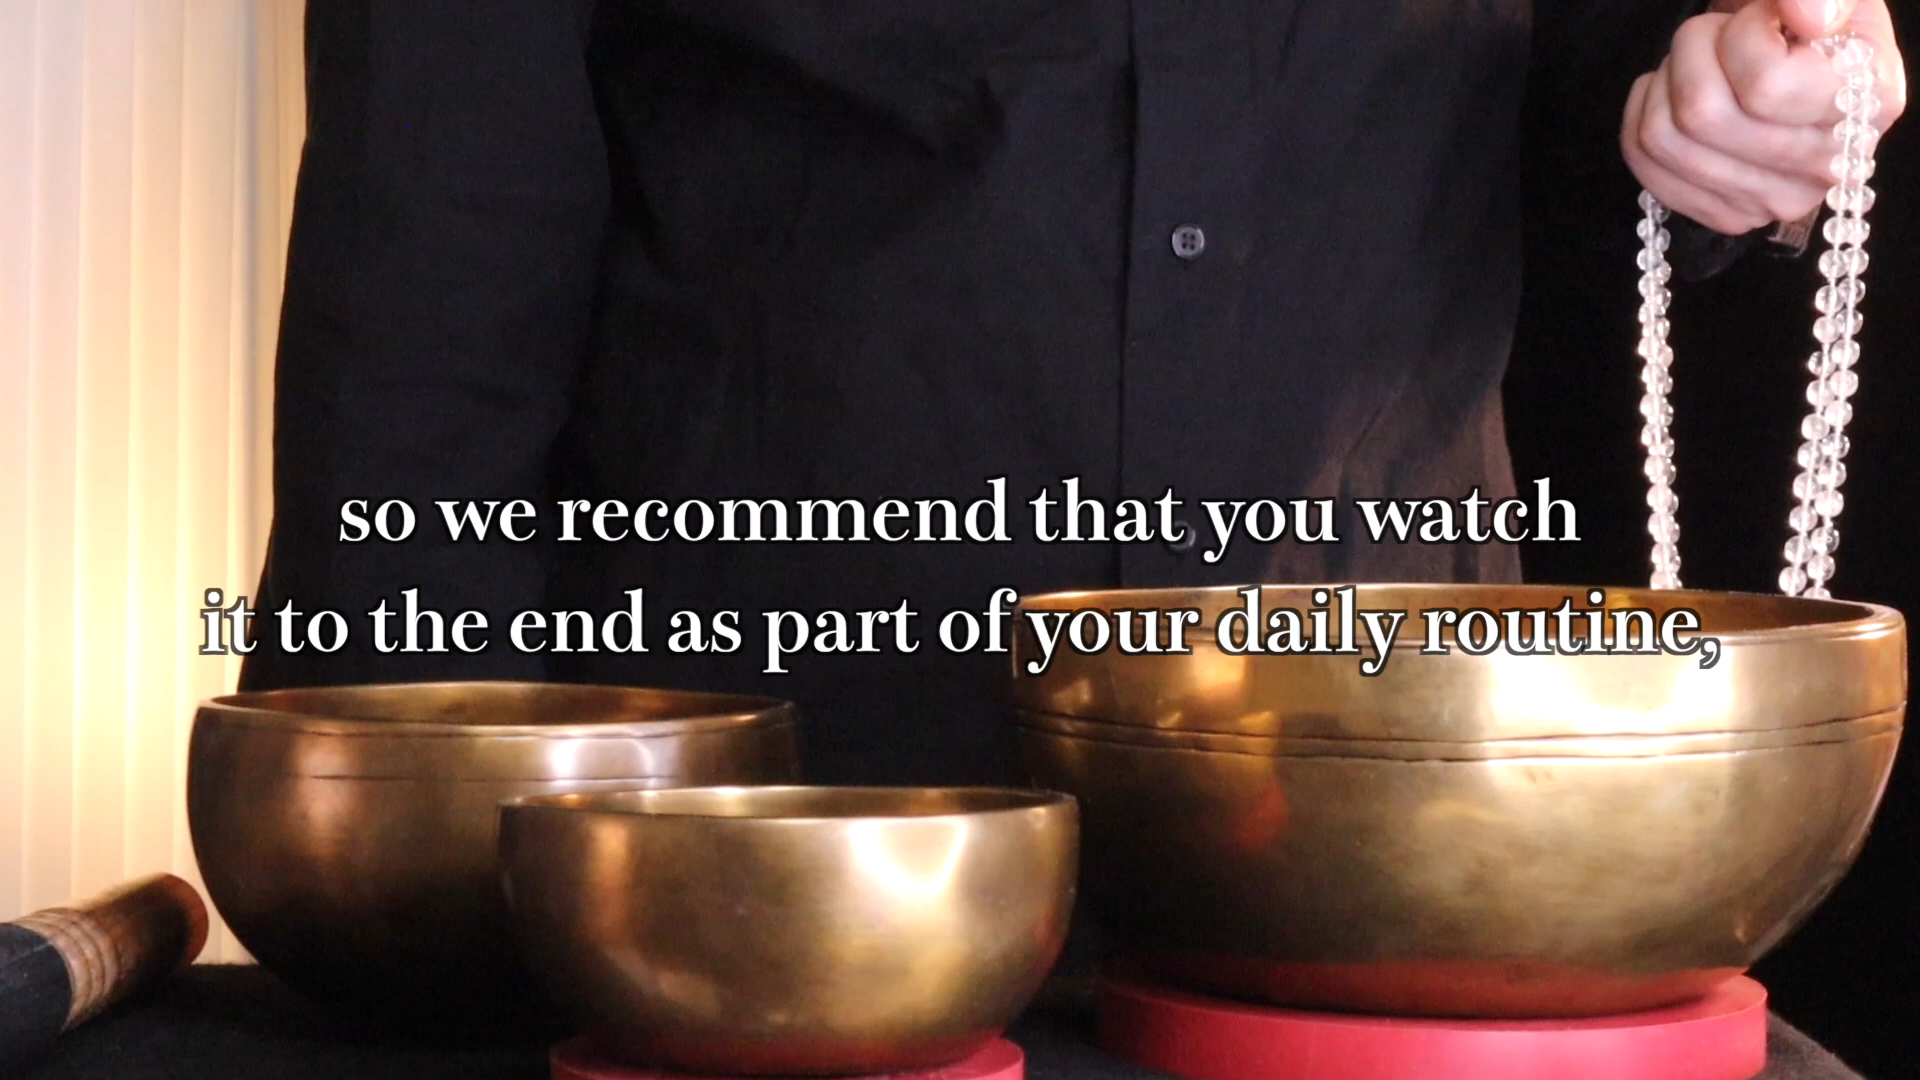 so we recommend that you watch
it to the end as part of your daily routine,